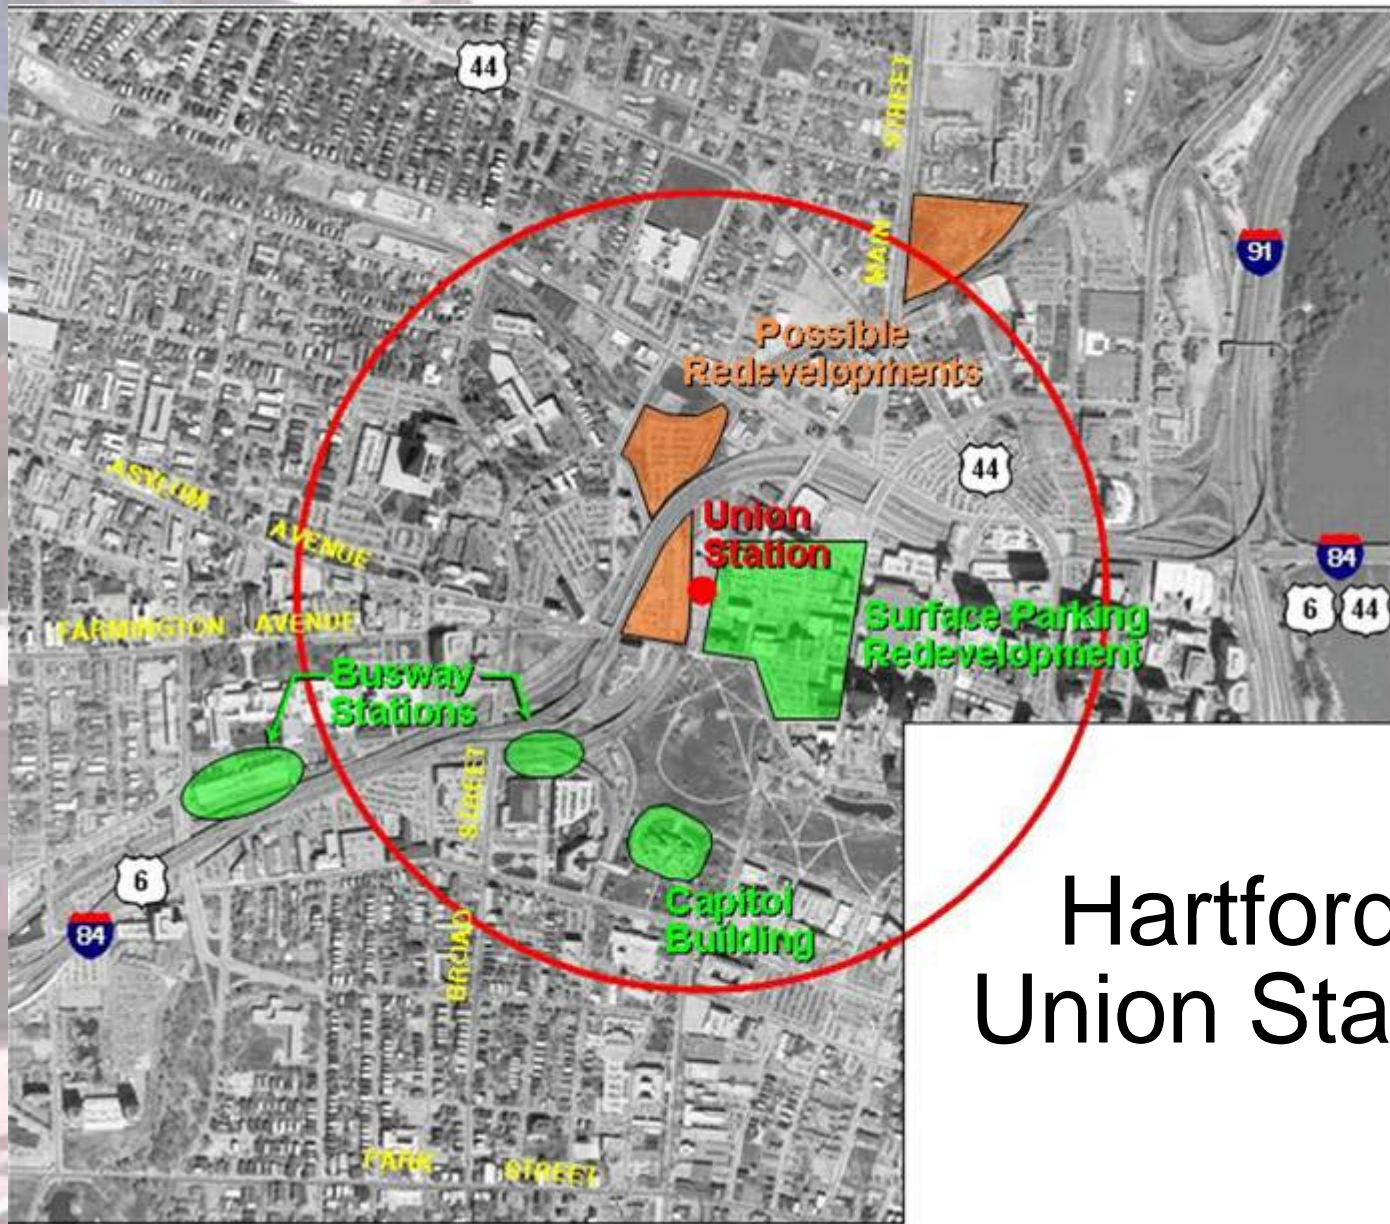 44
STREET
MAIN
91
Possible
Redevelopments
44
ASYLUM
AVENUE
Union
Station
84
6 44
FARMINGTON AVENUE
Surface Parking
Redevelopment
Busway
Stations
STREET
6
84
BROAD
Capitol
Building
Hartford
Union Sta
PARK STREET